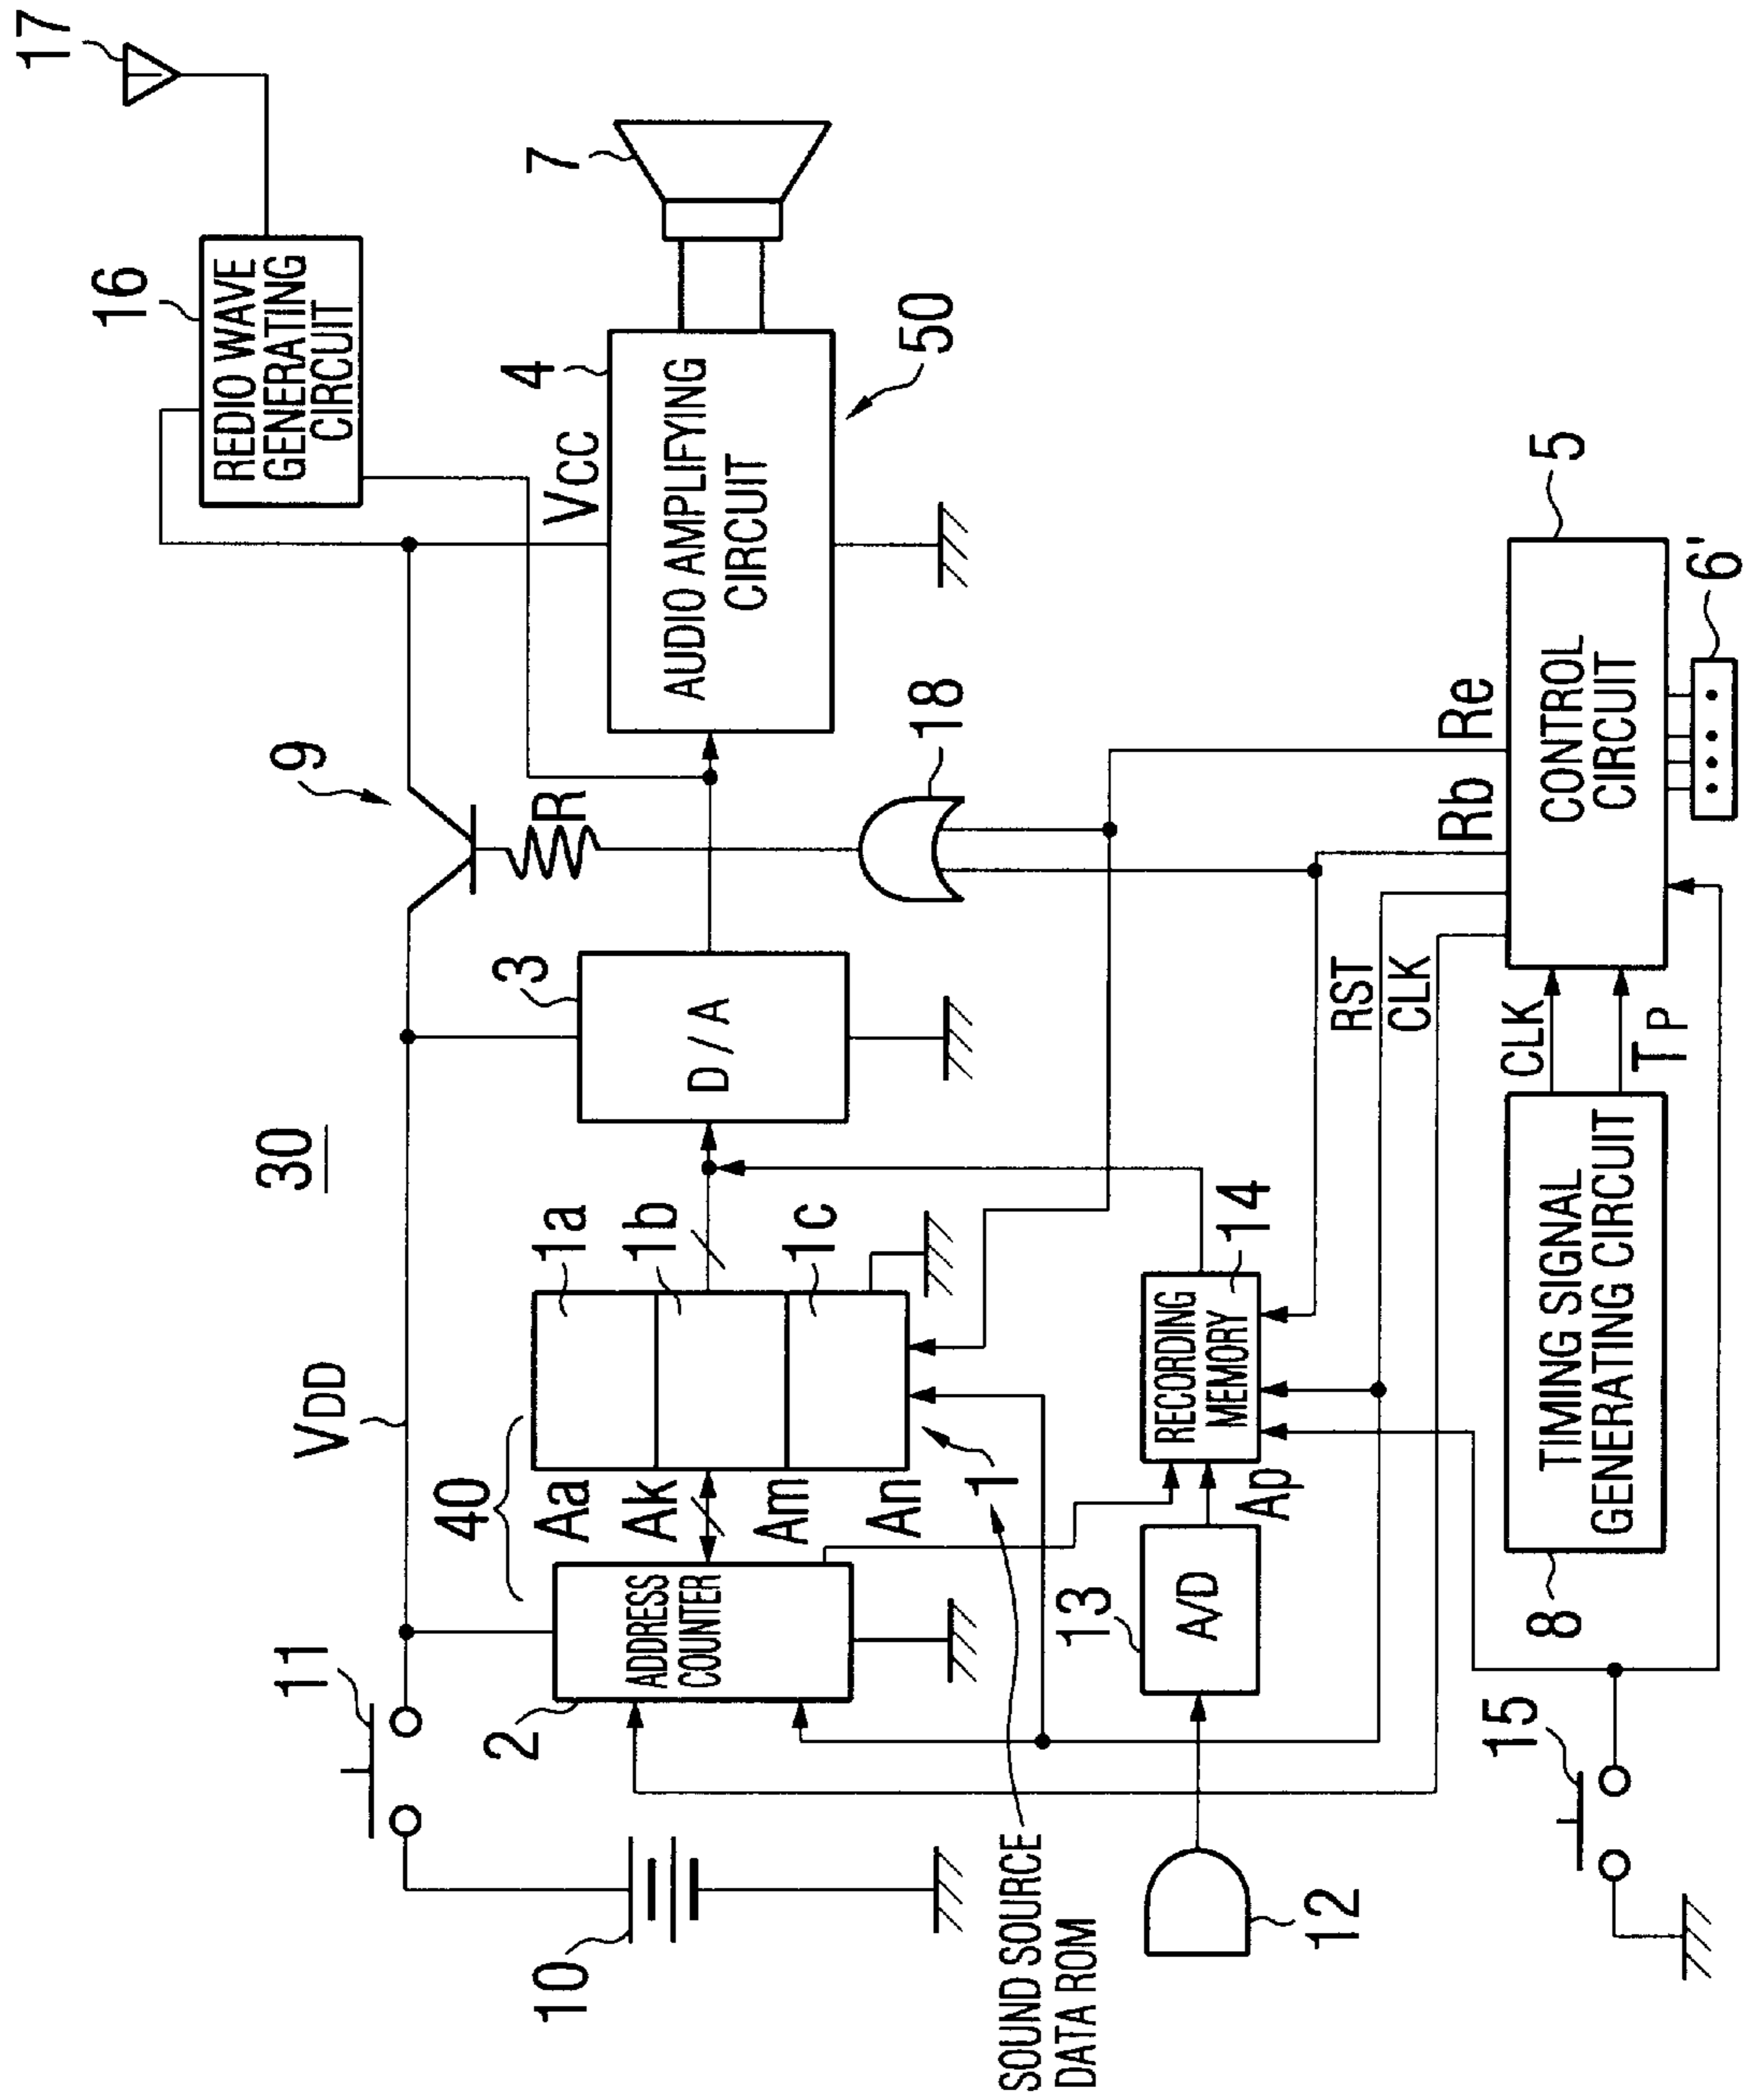 17
16
REDIO WAVE
GENERATING
CIRCUIT
7
4
VCC
AUDIO AMPLIFYING
CIRCUIT
50
9
R
18
30
3
D/A
VDD
40
1a
1b
1c
Aa
Ak
Am
An
1
11
2
ADDRESS
COUNTER
10
SOUND SOURCE
DATA ROM
12
13
A/D
Ap
RECORDING
MEMORY
14
RST
CLK
Rb
Re
5
CONTROL
CIRCUIT
6'
CLK
TP
TIMING SIGNAL
GENERATING CIRCUIT
8
15